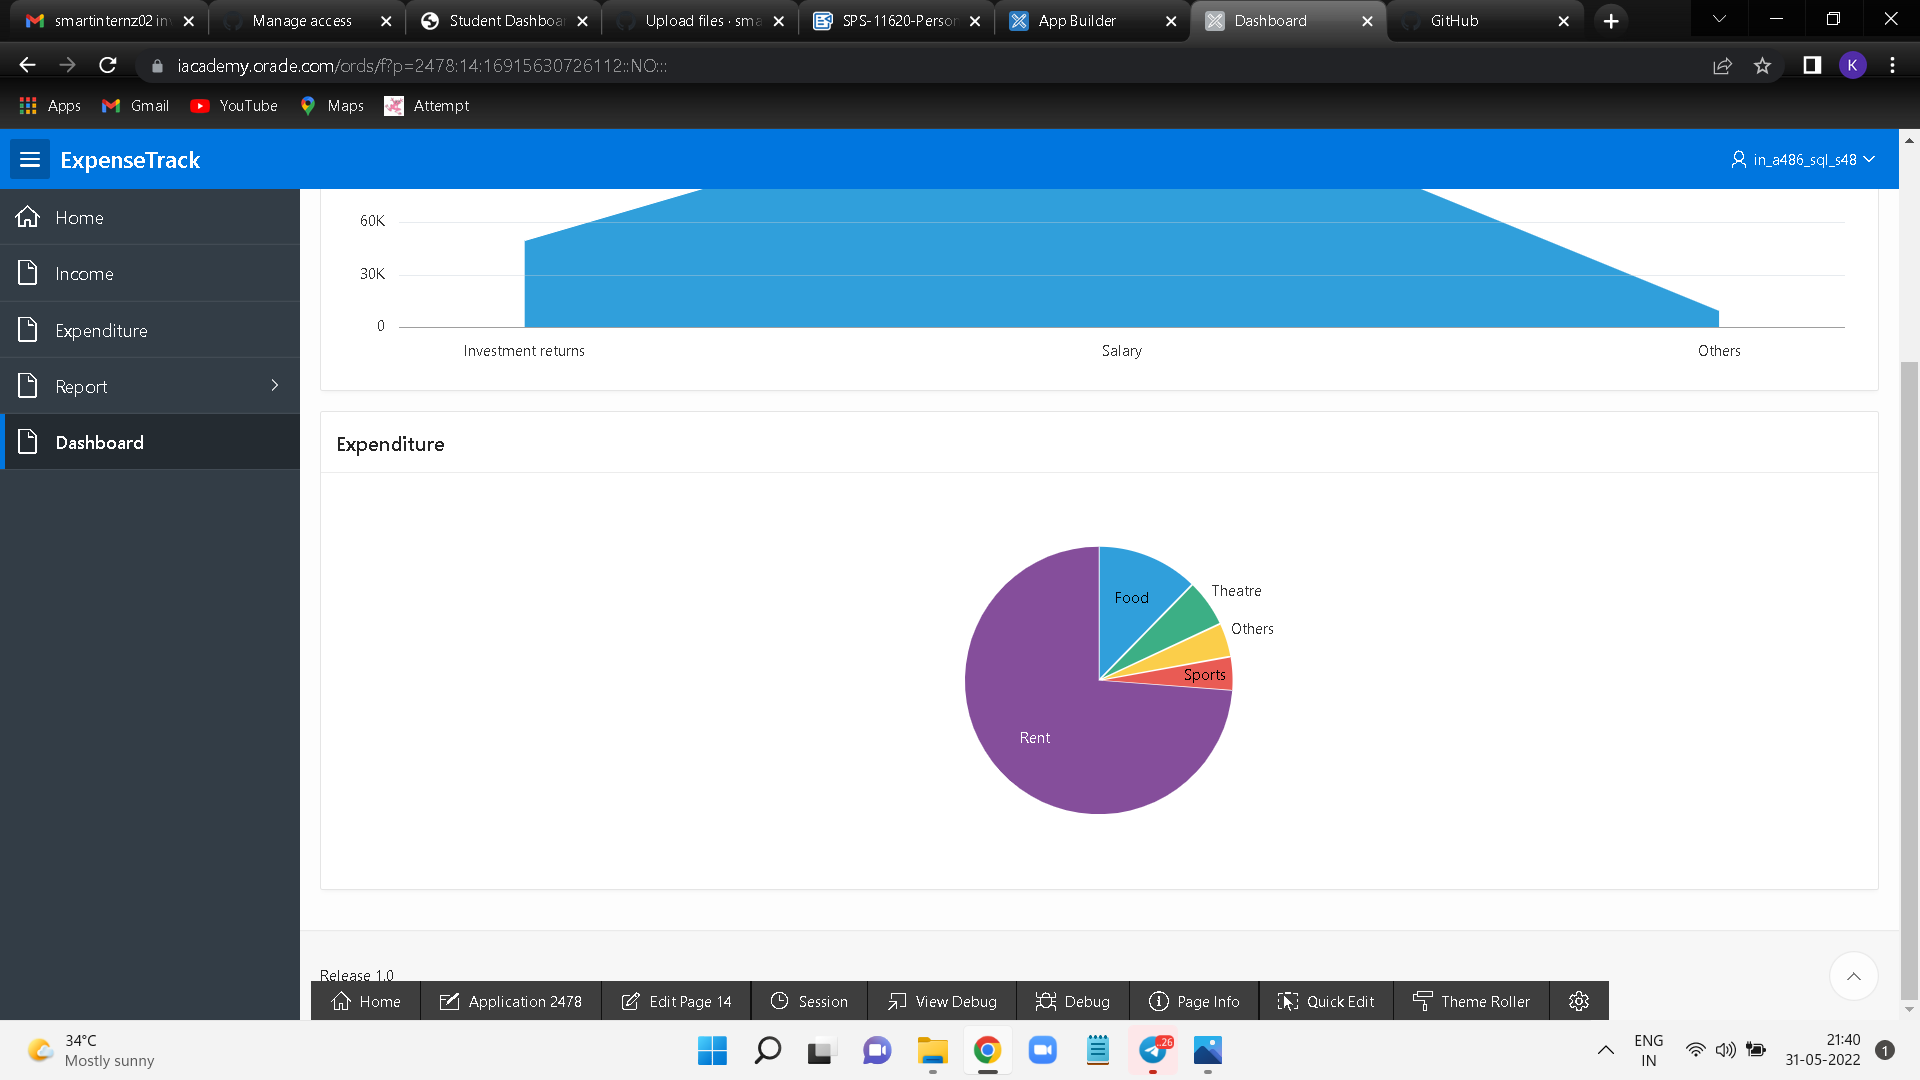 smartinternz02 in
Manage access
Student Dashboar
Upload files · sma
SPS-11620-Person
App Builder
Dashboard
GitHub
iacademy.oracle.com/ords/f?p=2478:14:16915630726112::NO:::
K
Apps
Gmail
YouTube
Maps
Attempt
ExpenseTrack
in_a486_sql_s48
Home
Income
Expenditure
Report
Dashboard
60K
30K
0
Investment returns
Salary
Others
Expenditure
Food
Theatre
Others
Sports
Rent
Release 1.0
Home
Application 2478
Edit Page 14
Session
View Debug
Debug
Page Info
Quick Edit
Theme Roller
34°C
Mostly sunny
..26
ENG
IN
21:40
31-05-2022
1